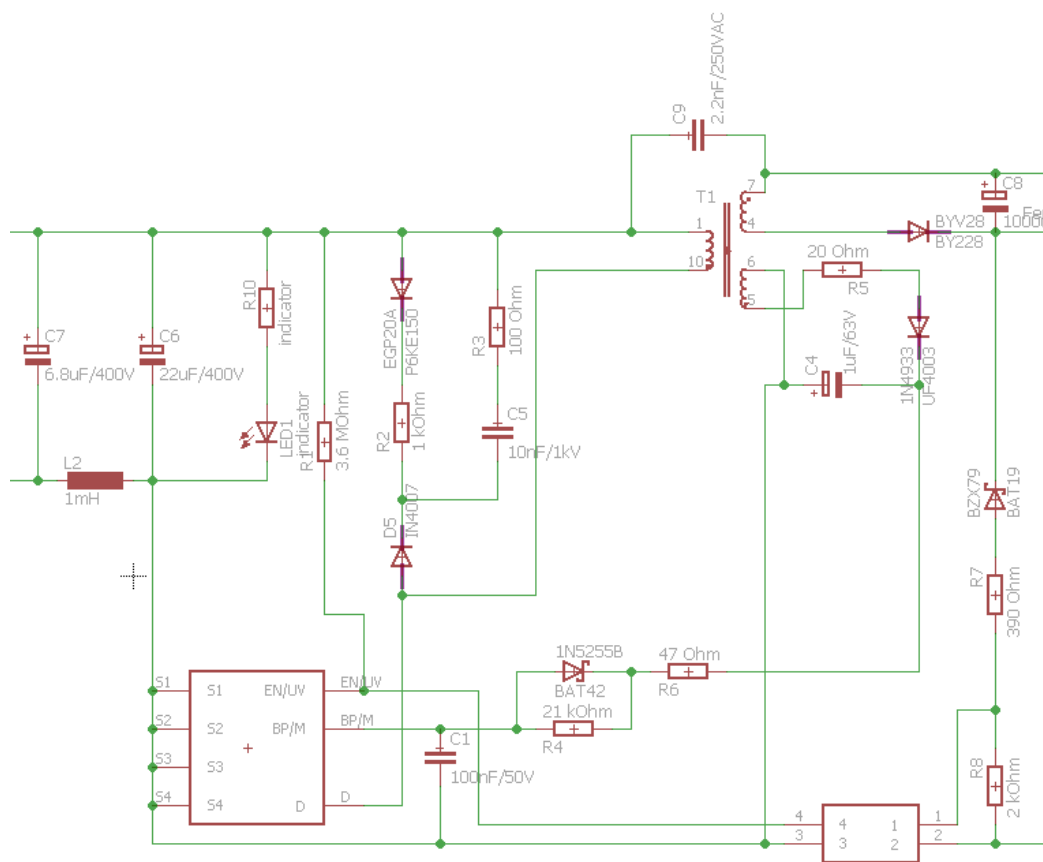 C9
2.2nF/250VAC
T1
7
4
1
10
6
5
C8
1000
BYV28
BY228
20 Ohm
R5
C7
6.8uF/400V
C6
22uF/400V
R10
indicator
LED1
indicator
R1
3.6 MOhm
EGP20A
P6KE150
R2
1 kOhm
R3
100 Ohm
C5
10nF/1kV
C4
1uF/63V
1N4933
UF4003
L2
1mH
D5
IN4007
BZX79
BAT19
R7
390 Ohm
1N5255B
BAT42
47 Ohm
R6
21 kOhm
R4
S1
S1
EN/UV
EN/UV
S2
S2
BP/M
BP/M
S3
S3
S4
S4
D
D
C1
100nF/50V
R8
2 kOhm
4
4
1
1
3
3
2
2